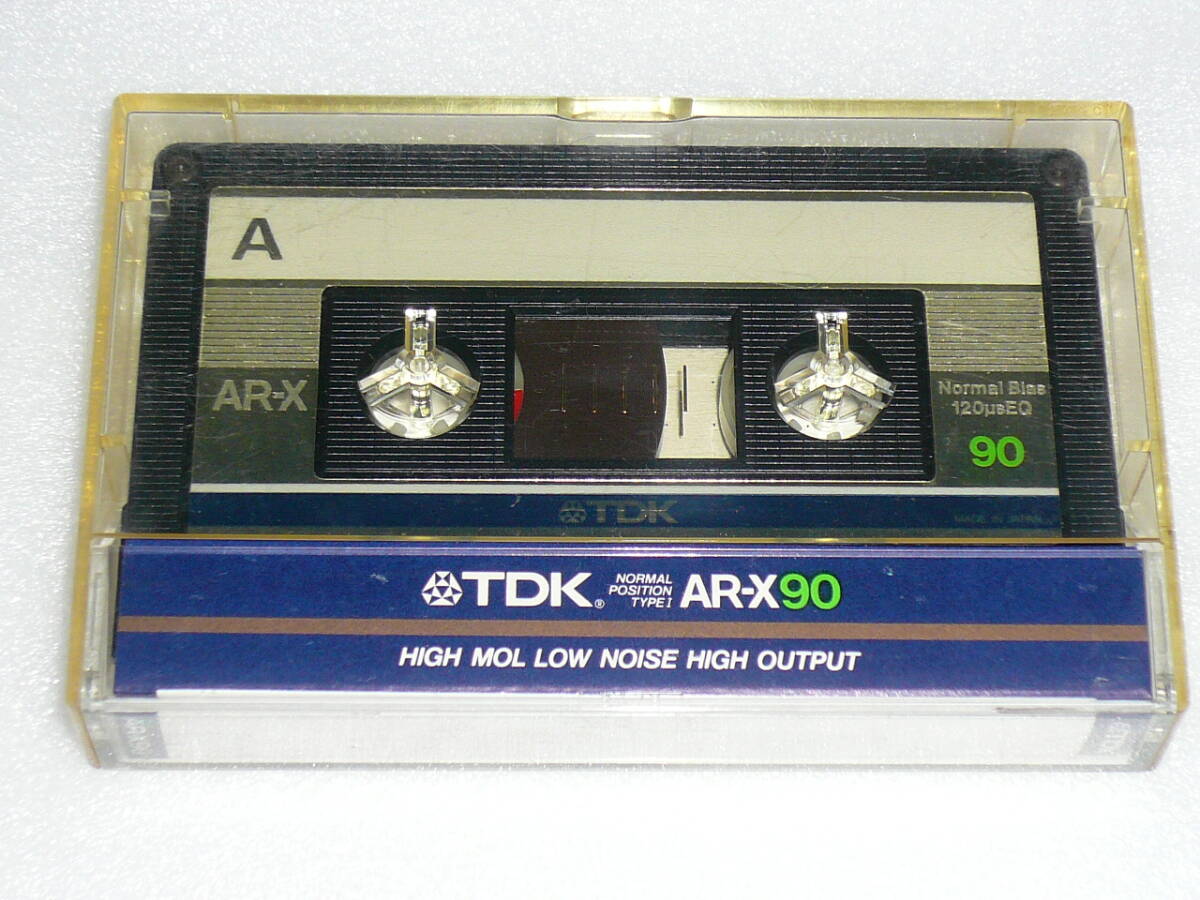 A
AR-X
Normal Bias
120µsEQ
90
TDK
MADE IN JAPAN
TDK® NORMAL POSITION TYPE I AR-X90
HIGH MOL LOW NOISE HIGH OUTPUT